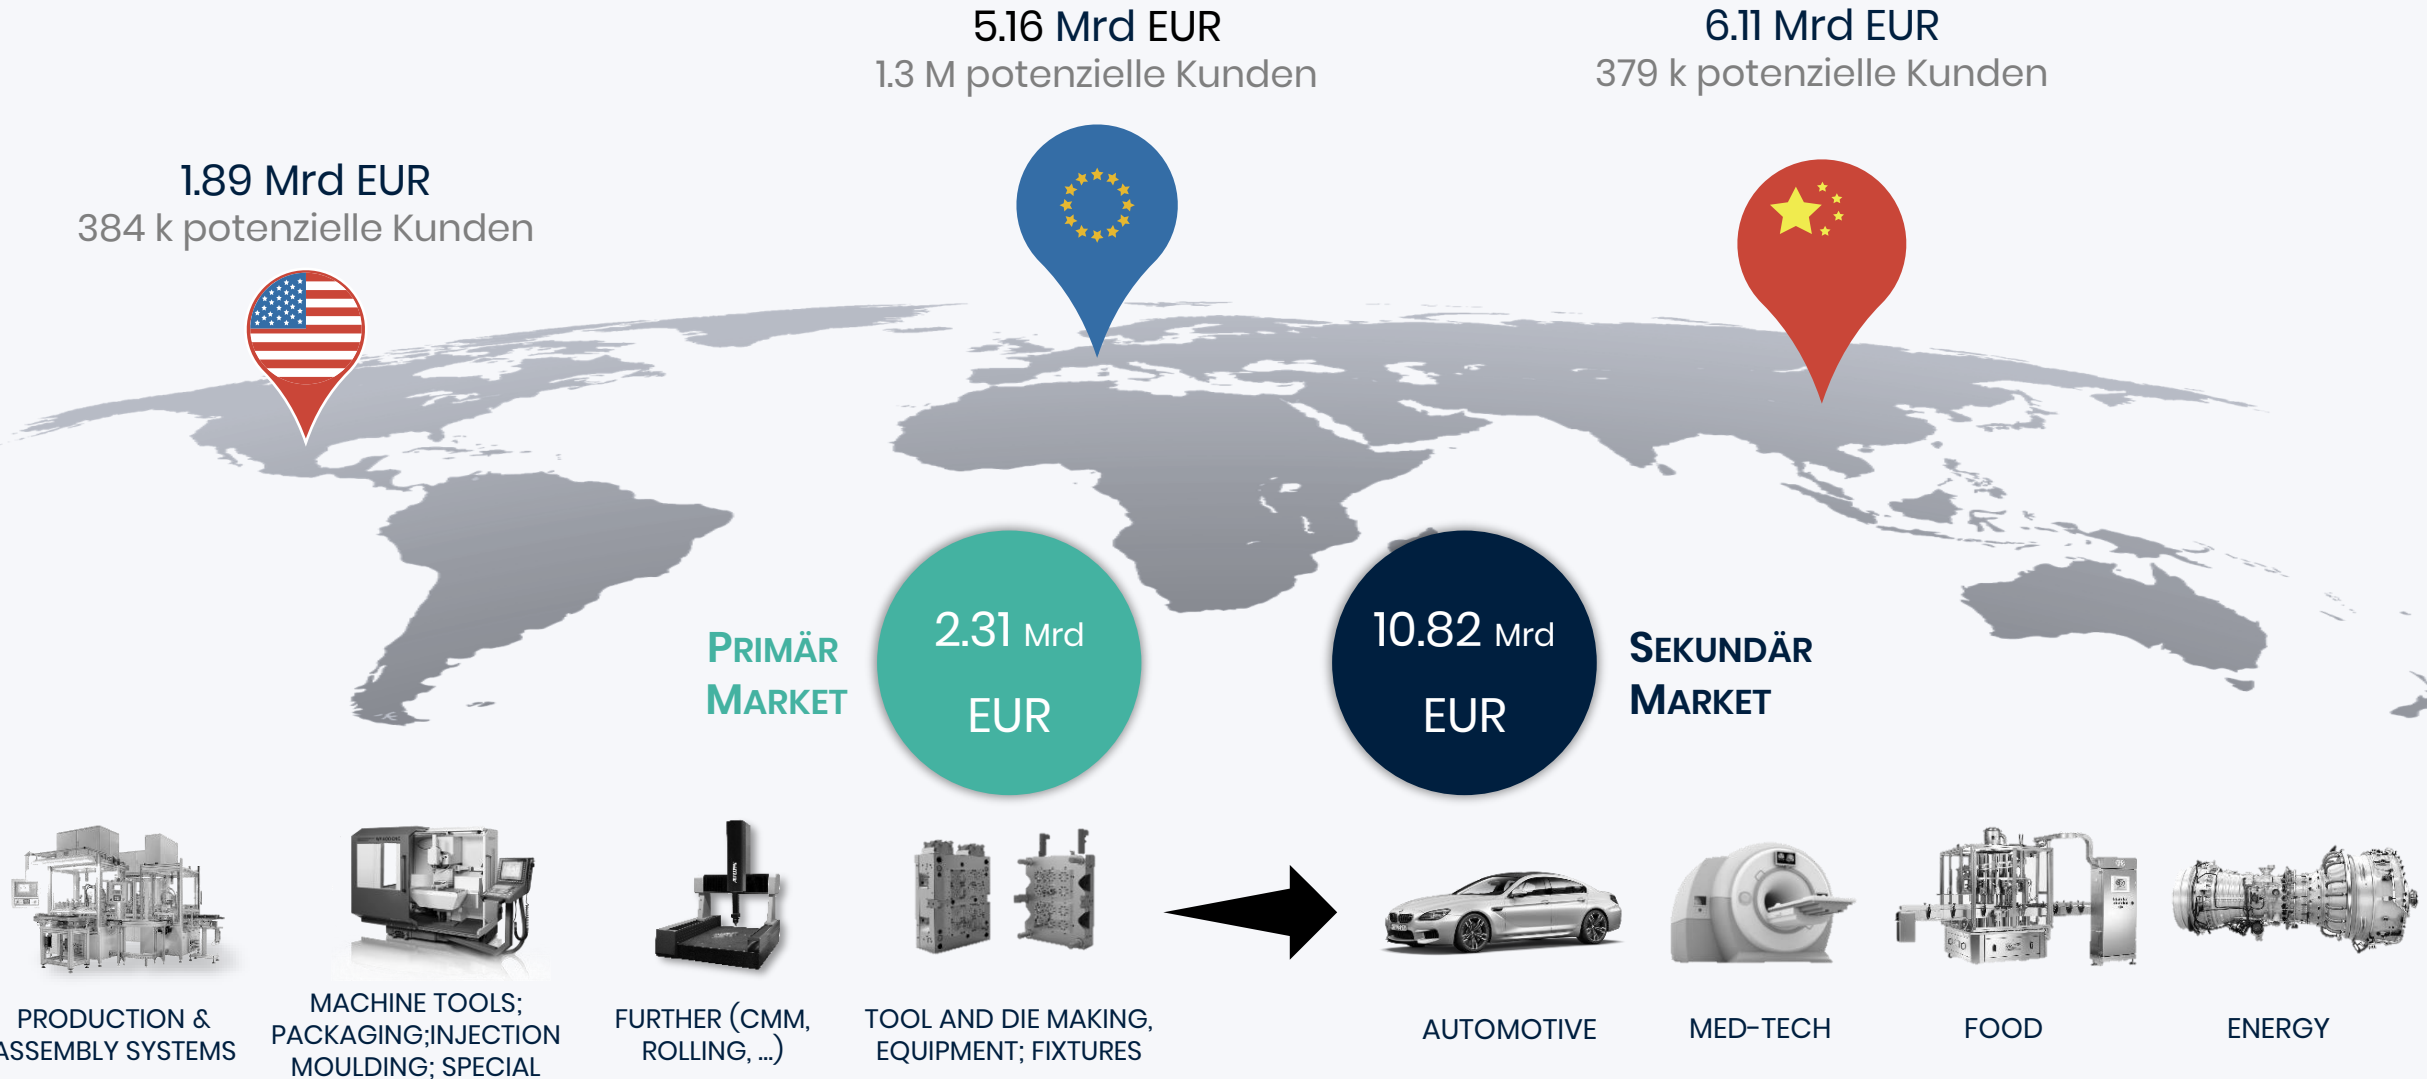 5.16 Mrd EUR
1.3 M potenzielle Kunden
6.11 Mrd EUR
379 k potenzielle Kunden
1.89 Mrd EUR
384 k potenzielle Kunden
PRIMÄR
MARKET
2.31 Mrd
EUR
10.82 Mrd
EUR
SEKUNDÄR
MARKET
PRODUCTION &
ASSEMBLY SYSTEMS
MACHINE TOOLS;
PACKAGING;INJECTION
MOULDING; SPECIAL
FURTHER (CMM,
ROLLING, ...)
TOOL AND DIE MAKING,
EQUIPMENT; FIXTURES
AUTOMOTIVE
MED-TECH
FOOD
ENERGY